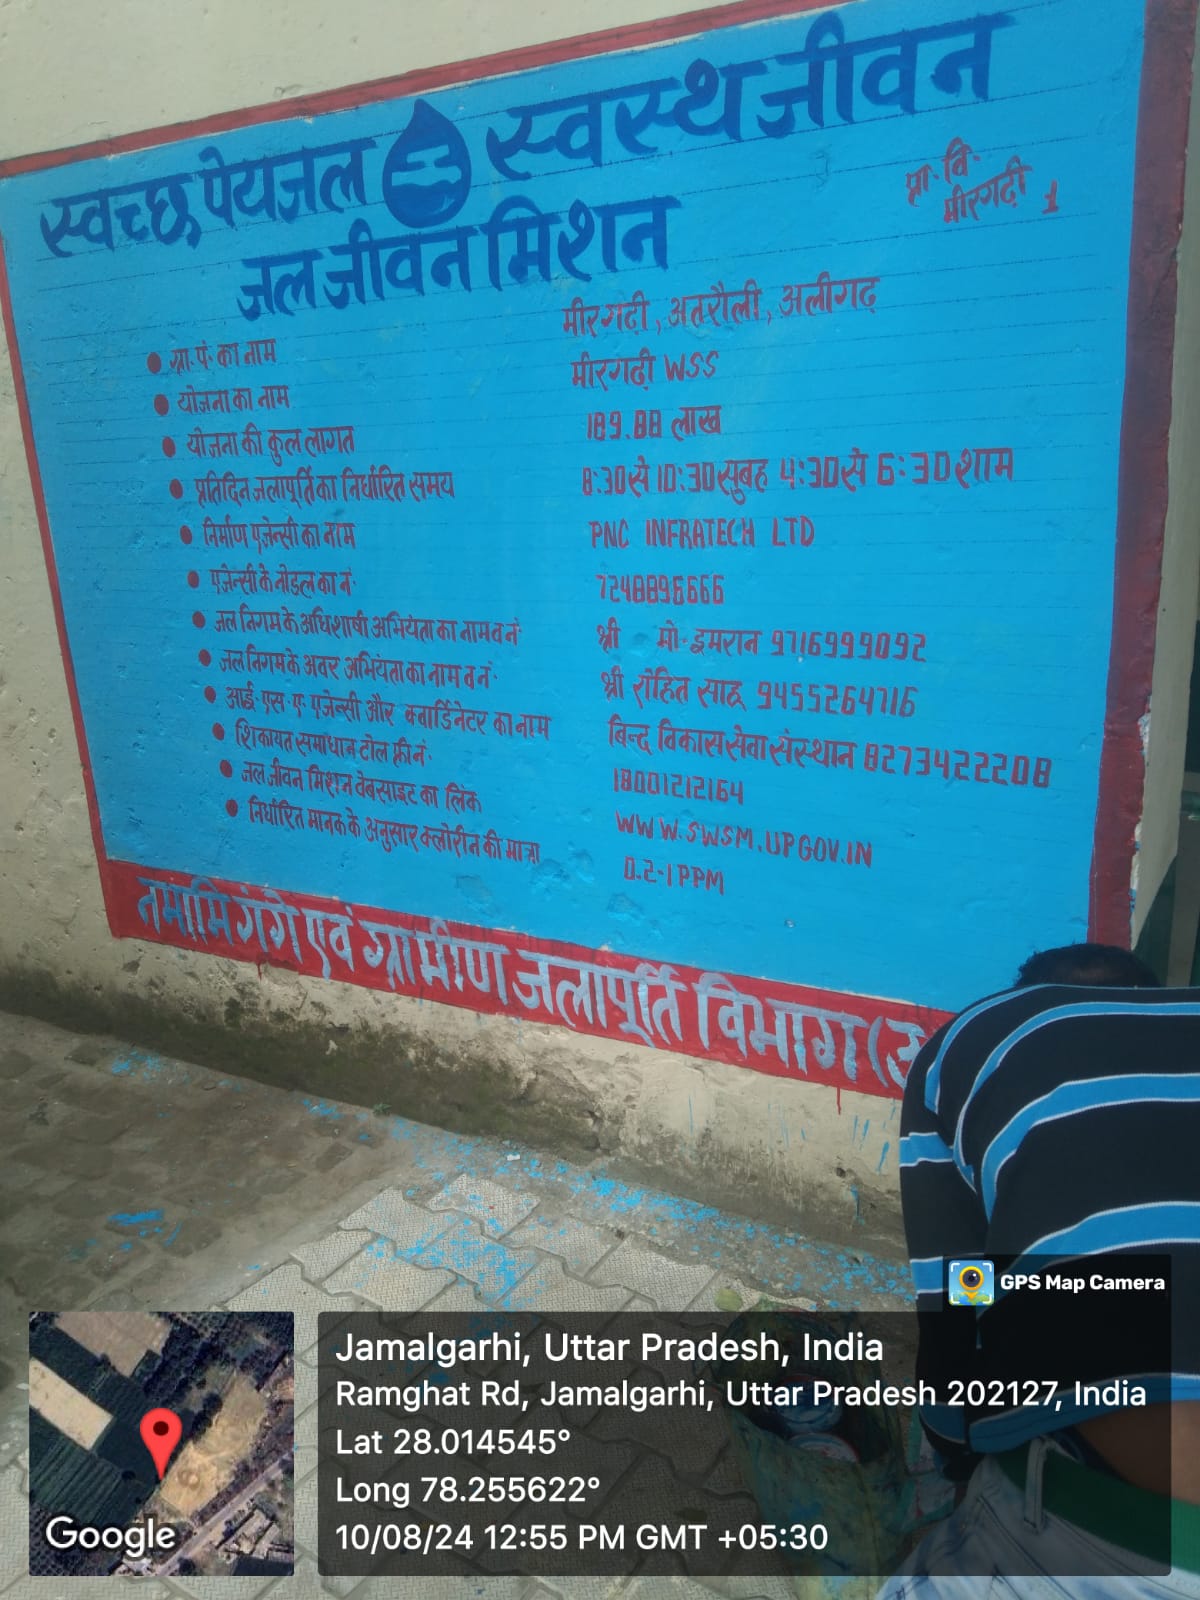 स्वच्छ पेयजल स्वस्थ जीवन
जल जीवन मिशन
प्रा. वि.
मीरगढ़ी 1
ग्रा. पं. का नाम मीरगढ़ी, अतरौली, अलीगढ़
योजना का नाम मीरगढ़ी WSS
योजना की कुल लागत 189.88 लाख
प्रतिदिन जलापूर्ति का निर्धारित समय 8:30 से 10:30 सुबह 4:30 से 6:30 शाम
निर्माण एजेन्सी का नाम PNC INFRATECH LTD
एजेन्सी के नोडल का नं. 7248896666
जल निगम के अधिशाषी अभियंता का नाम व नं. श्री मो. इमरान 9716999092
जल निगम के अवर अभियंता का नाम व नं. श्री रोहित साहू 9455264716
आई. एस. ए. एजेन्सी और क्वार्डिनेटर का नाम बिन्द विकास सेवा संस्थान 8273422208
शिकायत समाधान टोल फ्री नं. 18001212164
जल जीवन मिशन वेबसाइट का लिंक WWW.SWSM.UPGOV.IN
निर्धारित मानक के अनुसार क्लोरीन की मात्रा 0.2-1 PPM
नमामि गंगे एवं ग्रामीण जलापूर्ति विभाग (उ
GPS Map Camera
Jamalgarhi, Uttar Pradesh, India
Ramghat Rd, Jamalgarhi, Uttar Pradesh 202127, India
Lat 28.014545°
Long 78.255622°
10/08/24 12:55 PM GMT +05:30
Google